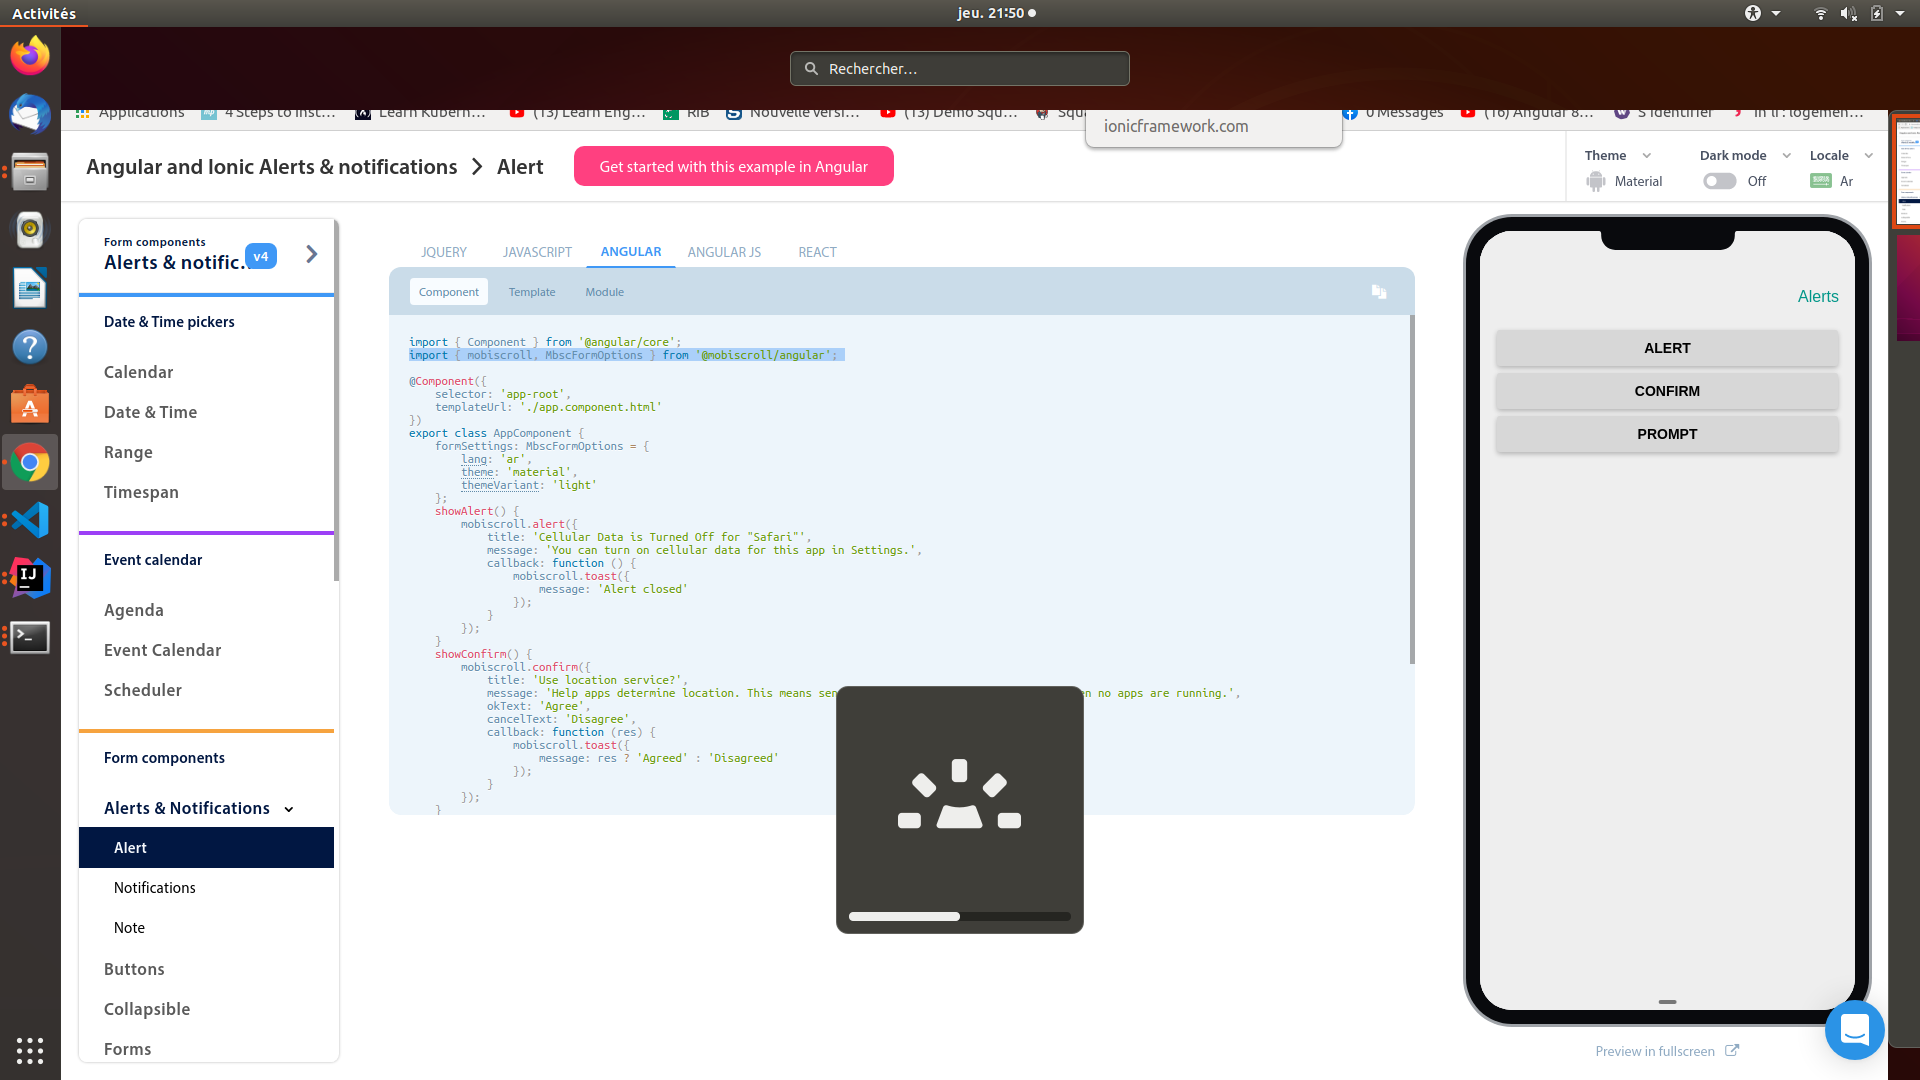 Activités
jeu. 21:50
Rechercher...
Applications
4 Steps to inst...
Learn Kubern...
(13) Learn Eng...
RIB
Nouvelle versi...
(13) Demo Squ...
Squa
0 Messages
(16) Angular 8...
S'identifier
in li : logemen...
ionicframework.com
Angular and Ionic Alerts & notifications > Alert
Get started with this example in Angular
Theme
Dark mode
Locale
Material
Off
Ar
Form components
Alerts & notific...
v4
Date & Time pickers
Calendar
Date & Time
Range
Timespan
Event calendar
Agenda
Event Calendar
Scheduler
Form components
Alerts & Notifications
Alert
Notifications
Note
Buttons
Collapsible
Forms
JQUERY
JAVASCRIPT
ANGULAR
ANGULAR JS
REACT
Component
Template
Module
import { Component } from '@angular/core';
import { mobiscroll, MbscFormOptions } from '@mobiscroll/angular';
@Component({
selector: 'app-root',
templateUrl: './app.component.html'
})
export class AppComponent {
formSettings: MbscFormOptions = {
lang: 'ar',
theme: 'material',
themeVariant: 'light'
};
showAlert() {
mobiscroll.alert({
title: 'Cellular Data is Turned Off for "Safari"',
message: 'You can turn on cellular data for this app in Settings.',
callback: function () {
mobiscroll.toast({
message: 'Alert closed'
});
}
});
}
showConfirm() {
mobiscroll.confirm({
title: 'Use location service?',
message: 'Help apps determine location. This means sen
n no apps are running.',
okText: 'Agree',
cancelText: 'Disagree',
callback: function (res) {
mobiscroll.toast({
message: res ? 'Agreed' : 'Disagreed'
});
}
});
}
Alerts
ALERT
CONFIRM
PROMPT
Preview in fullscreen